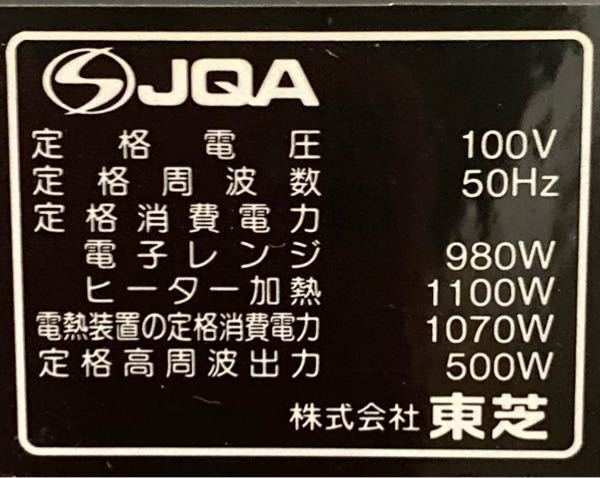 JQA
定格電圧 100V
定格周波数 50Hz
定格消費電力
電子レンジ 980W
ヒーター加熱 1100W
電熱装置の定格消費電力 1070W
定格高周波出力 500W
株式会社 東芝